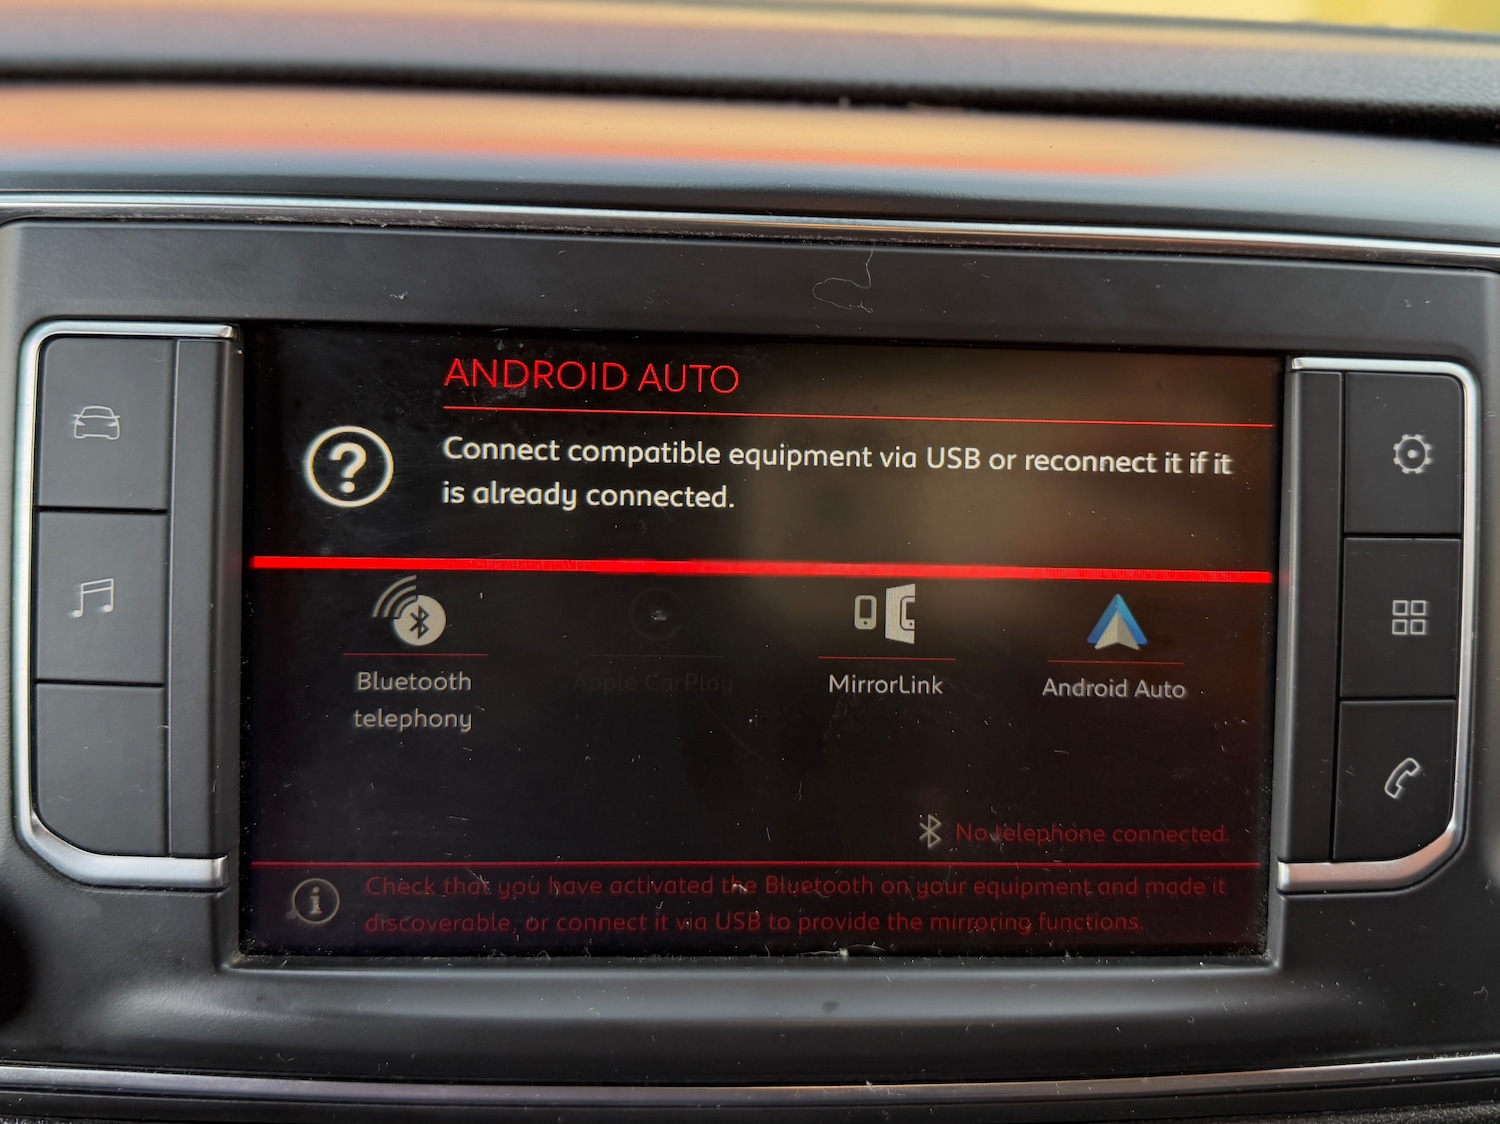 ANDROID AUTO
Connect compatible equipment via USB or reconnect it if it
is already connected.
Bluetooth
telephony
Apple CarPlay
MirrorLink
Android Auto
No telephone connected.
Check that you have activated the Bluetooth on your equipment and made it
discoverable, or connect it via USB to provide the mirroring functions.